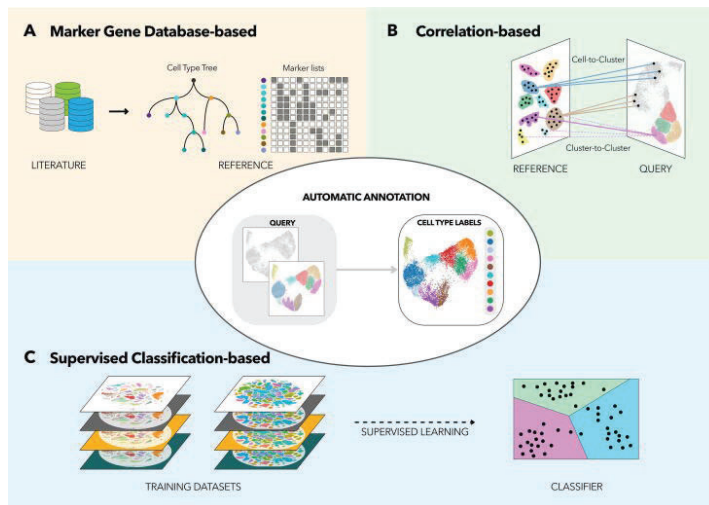 A Marker Gene Database-based
Cell Type Tree
Marker lists
LITERATURE
REFERENCE
B Correlation-based
Cell-to-Cluster
Cluster-to-Cluster
REFERENCE
QUERY
AUTOMATIC ANNOTATION
QUERY
CELL TYPE LABELS
C Supervised Classification-based
SUPERVISED LEARNING
TRAINING DATASETS
CLASSIFIER